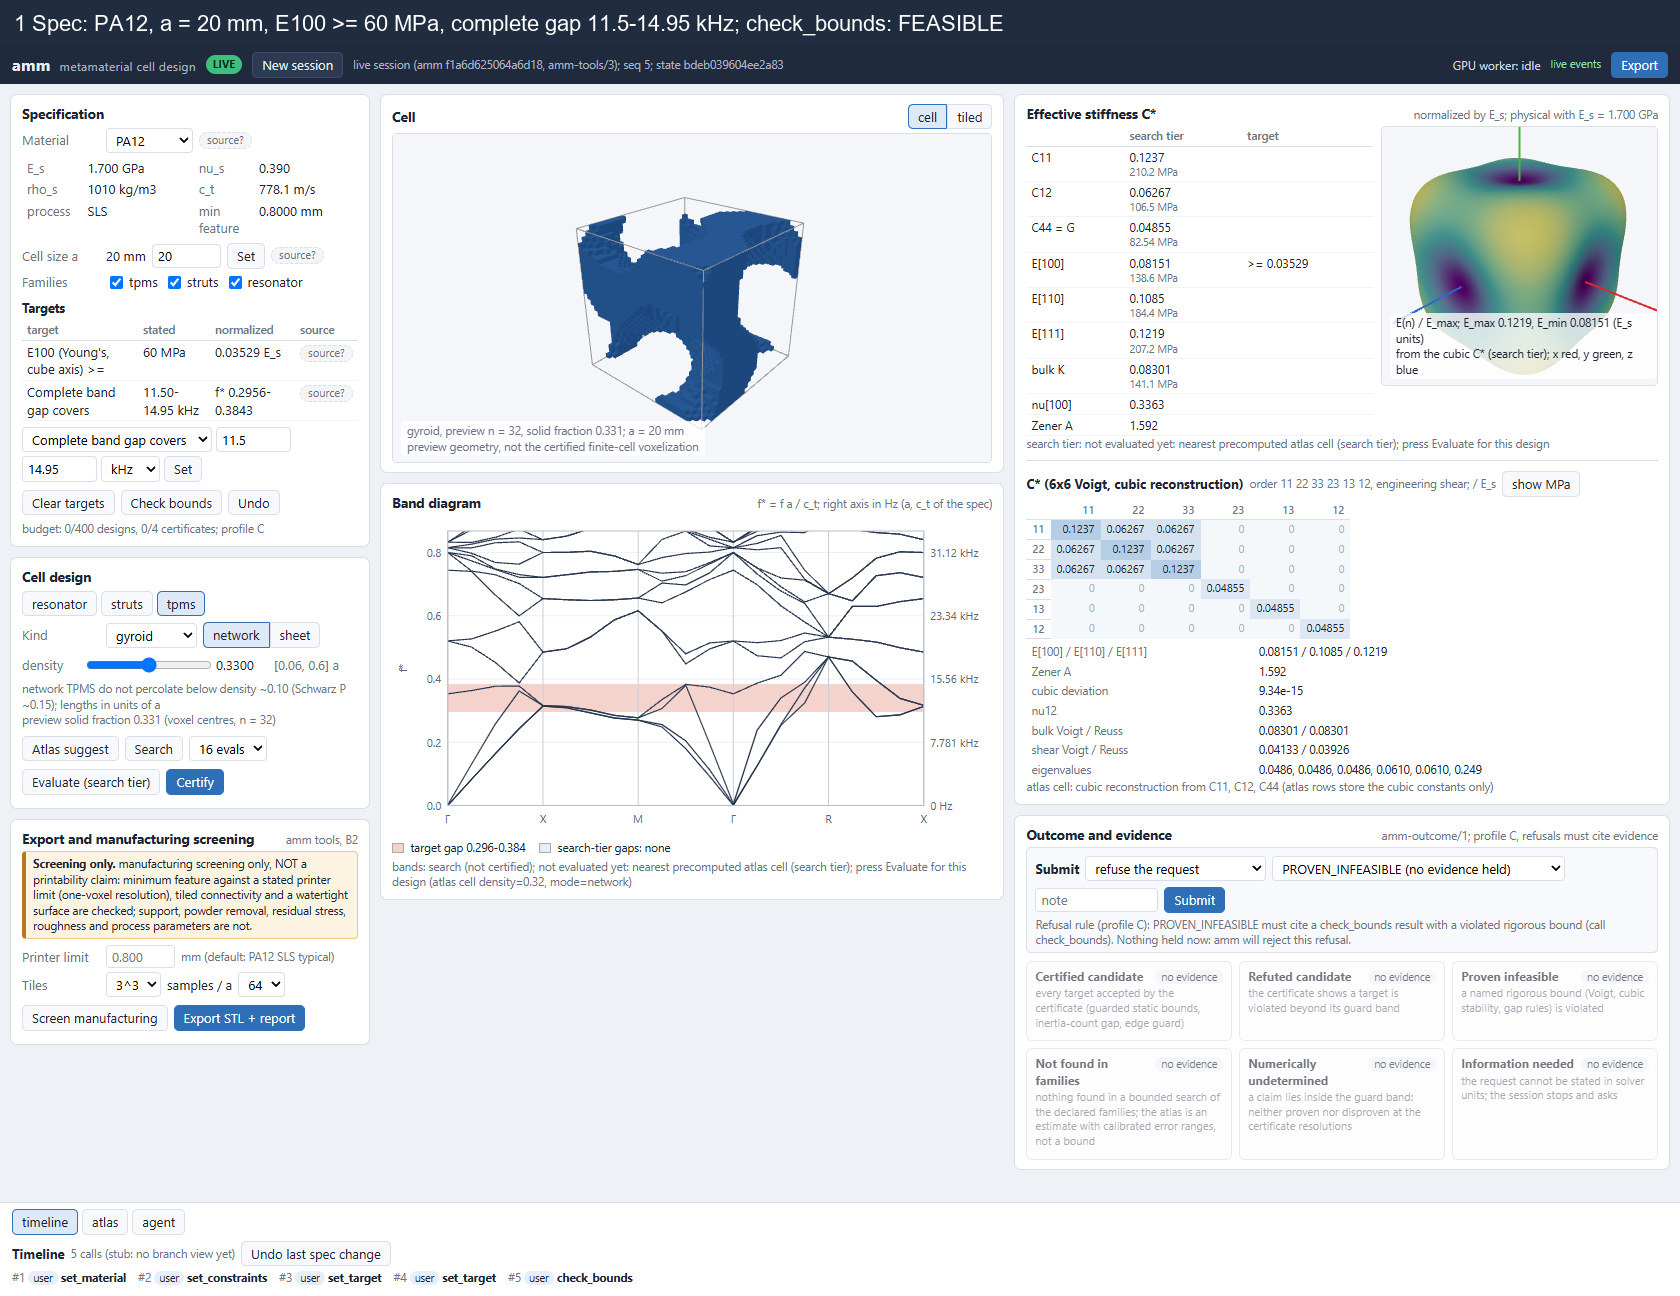 1 Spec: PA12, a = 20 mm, E100 >= 60 MPa, complete gap 11.5-14.95 kHz; check_bounds: FEASIBLE
amm metamaterial cell design LIVE New session live session (amm f1a6d625064a6d18, amm-tools/3); seq 5; state bdeb039604ee2a83
GPU worker: idle live events Export
Specification
Material PA12 source?
E_s 1.700 GPa nu_s 0.390
rho_s 1010 kg/m3 c_t 778.1 m/s
process SLS min feature 0.8000 mm
Cell size a 20 mm 20 Set source?
Families tpms struts resonator
Targets
target stated normalized source
E100 (Young's, cube axis) >= 60 MPa 0.03529 E_s source?
Complete band gap covers 11.50-14.95 kHz f* 0.2956-0.3843 source?
Complete band gap covers 11.5
14.95 kHz Set
Clear targets Check bounds Undo
budget: 0/400 designs, 0/4 certificates; profile C
Cell design
resonator struts tpms
Kind gyroid network sheet
density 0.3300 [0.06, 0.6] a
network TPMS do not percolate below density ~0.10 (Schwarz P
~0.15); lengths in units of a
preview solid fraction 0.331 (voxel centres, n = 32)
Atlas suggest Search 16 evals
Evaluate (search tier) Certify
Export and manufacturing screening amm tools, B2
Screening only. manufacturing screening only, NOT a
printability claim: minimum feature against a stated printer
limit (one-voxel resolution), tiled connectivity and a watertight
surface are checked; support, powder removal, residual stress,
roughness and process parameters are not.
Printer limit 0.800 mm (default: PA12 SLS typical)
Tiles 3^3 samples / a 64
Screen manufacturing Export STL + report
Cell cell tiled
gyroid, preview n = 32, solid fraction 0.331; a = 20 mm
preview geometry, not the certified finite-cell voxelization
Band diagram f* = f a / c_t; right axis in Hz (a, c_t of the spec)
0.8 31.12 kHz
0.6 23.34 kHz
f*
0.4 15.56 kHz
0.2 7.781 kHz
0.0 0 Hz
Γ X M Γ R X
target gap 0.296-0.384 search-tier gaps: none
bands: search (not certified); not evaluated yet: nearest precomputed atlas cell (search tier); press Evaluate for this
design (atlas cell density=0.32, mode=network)
Effective stiffness C* normalized by E_s; physical with E_s = 1.700 GPa
search tier target
C11 0.1237
210.2 MPa
C12 0.06267
106.5 MPa
C44 = G 0.04855
82.54 MPa
E[100] 0.08151 >= 0.03529
138.6 MPa
E[110] 0.1085
184.4 MPa
E[111] 0.1219
207.2 MPa
bulk K 0.08301
141.1 MPa
nu[100] 0.3363
Zener A 1.592
E(n) / E_max; E_max 0.1219, E_min 0.08151 (E_s
units)
from the cubic C* (search tier); x red, y green, z
blue
search tier: not evaluated yet: nearest precomputed atlas cell (search tier); press Evaluate for this design
C* (6x6 Voigt, cubic reconstruction) order 11 22 33 23 13 12, engineering shear; / E_s show MPa
11 22 33 23 13 12
11 0.1237 0.06267 0.06267 0 0 0
22 0.06267 0.1237 0.06267 0 0 0
33 0.06267 0.06267 0.1237 0 0 0
23 0 0 0 0.04855 0 0
13 0 0 0 0 0.04855 0
12 0 0 0 0 0 0.04855
E[100] / E[110] / E[111] 0.08151 / 0.1085 / 0.1219
Zener A 1.592
cubic deviation 9.34e-15
nu12 0.3363
bulk Voigt / Reuss 0.08301 / 0.08301
shear Voigt / Reuss 0.04133 / 0.03926
eigenvalues 0.0486, 0.0486, 0.0486, 0.0610, 0.0610, 0.249
atlas cell: cubic reconstruction from C11, C12, C44 (atlas rows store the cubic constants only)
Outcome and evidence amm-outcome/1; profile C, refusals must cite evidence
Submit refuse the request PROVEN_INFEASIBLE (no evidence held)
note Submit
Refusal rule (profile C): PROVEN_INFEASIBLE must cite a check_bounds result with a violated rigorous bound (call
check_bounds). Nothing held now: amm will reject this refusal.
Certified candidate no evidence
every target accepted by the
certificate (guarded static bounds,
inertia-count gap, edge guard)
Refuted candidate no evidence
the certificate shows a target is
violated beyond its guard band
Proven infeasible no evidence
a named rigorous bound (Voigt, cubic
stability, gap rules) is violated
Not found in families no evidence
nothing found in a bounded search of
the declared families; the atlas is an
estimate with calibrated error ranges,
not a bound
Numerically undetermined no evidence
a claim lies inside the guard band:
neither proven nor disproven at the
certificate resolutions
Information needed no evidence
the request cannot be stated in solver
units; the session stops and asks
timeline atlas agent
Timeline 5 calls (stub: no branch view yet) Undo last spec change
#1 user set_material #2 user set_constraints #3 user set_target #4 user set_target #5 user check_bounds